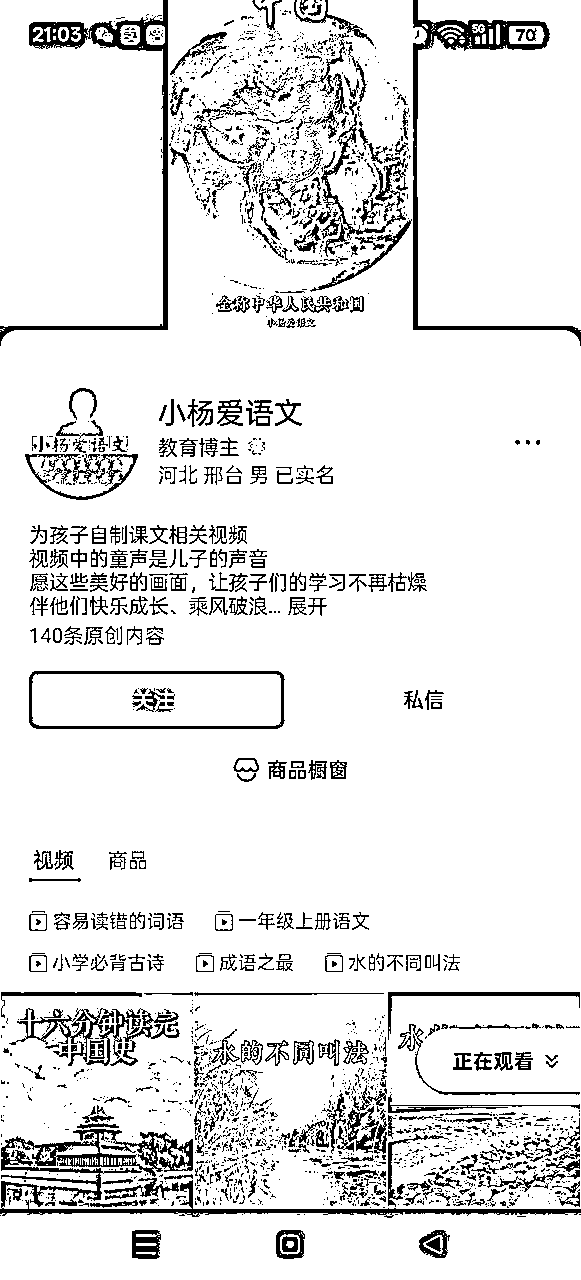 21:03
70
中国
全称中华人民共和国
小杨爱语文
小杨爱语文
小杨爱语文
教育博主
河北 邢台 男 已实名
为孩子自制课文相关视频
视频中的童声是儿子的声音
愿这些美好的画面，让孩子们的学习不再枯燥
伴他们快乐成长、乘风破浪... 展开
140条原创内容
关注
私信
商品橱窗
视频
商品
容易读错的词语
一年级上册语文
小学必背古诗
成语之最
水的不同叫法
十六分钟读完
中国史
水的不同叫法
正在观看